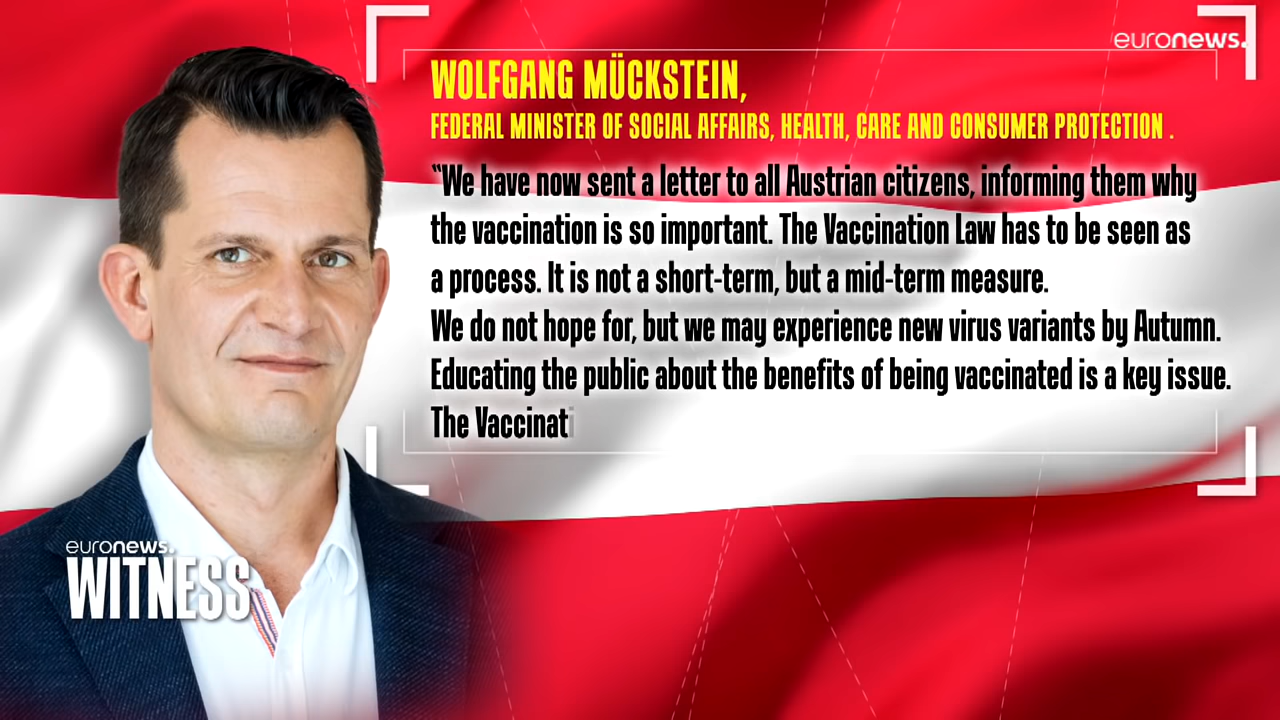 euronews.
WOLFGANG MÜCKSTEIN,
FEDERAL MINISTER OF SOCIAL AFFAIRS, HEALTH, CARE AND CONSUMER PROTECTION .
“We have now sent a letter to all Austrian citizens, informing them why
the vaccination is so important. The Vaccination Law has to be seen as
a process. It is not a short-term, but a mid-term measure.
We do not hope for, but we may experience new virus variants by Autumn.
Educating the public about the benefits of being vaccinated is a key issue.
The Vaccinati
euronews.
WITNESS